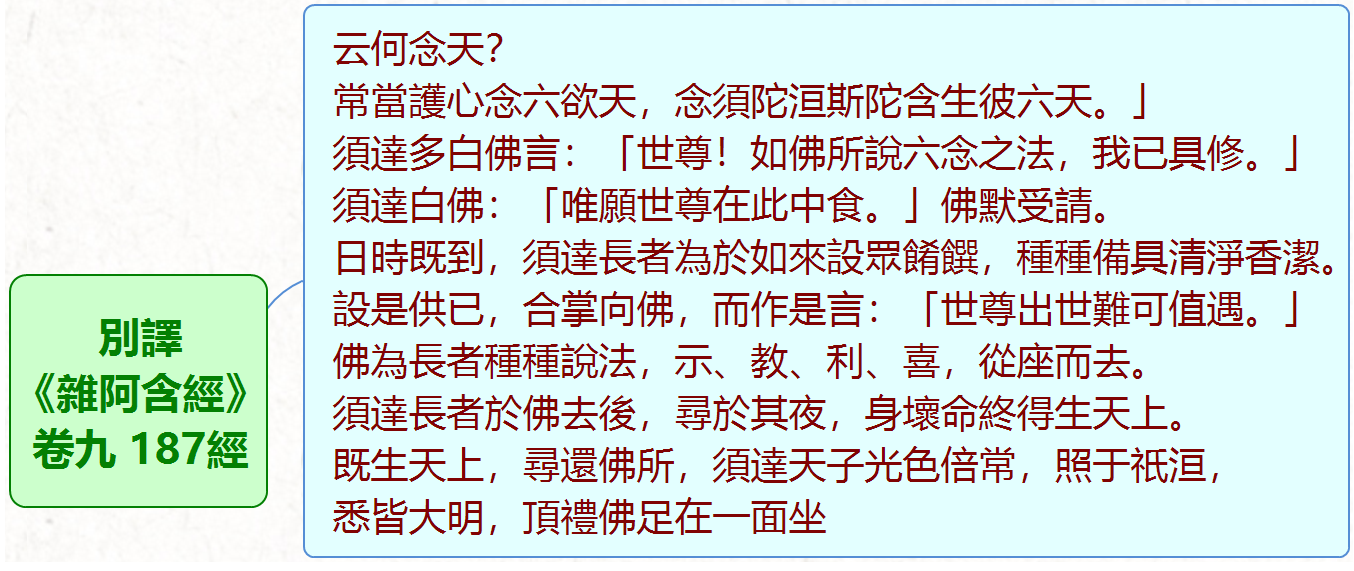 別譯
《雜阿含經》
卷九 187經
云何念天？
常當護心念六欲天，念須陀洹斯陀含生彼六天。」
須達多白佛言：「世尊！如佛所說六念之法，我已具修。」
須達白佛：「唯願世尊在此中食。」佛默受請。
日時既到，須達長者為於如來設眾餚饌，種種備具清淨香潔。
設是供已，合掌向佛，而作是言：「世尊出世難可值遇。」
佛為長者種種說法，示、教、利、喜，從座而去。
須達長者於佛去後，尋於其夜，身壞命終得生天上。
既生天上，尋還佛所，須達天子光色倍常，照于祇洹，
悉皆大明，頂禮佛足在一面坐